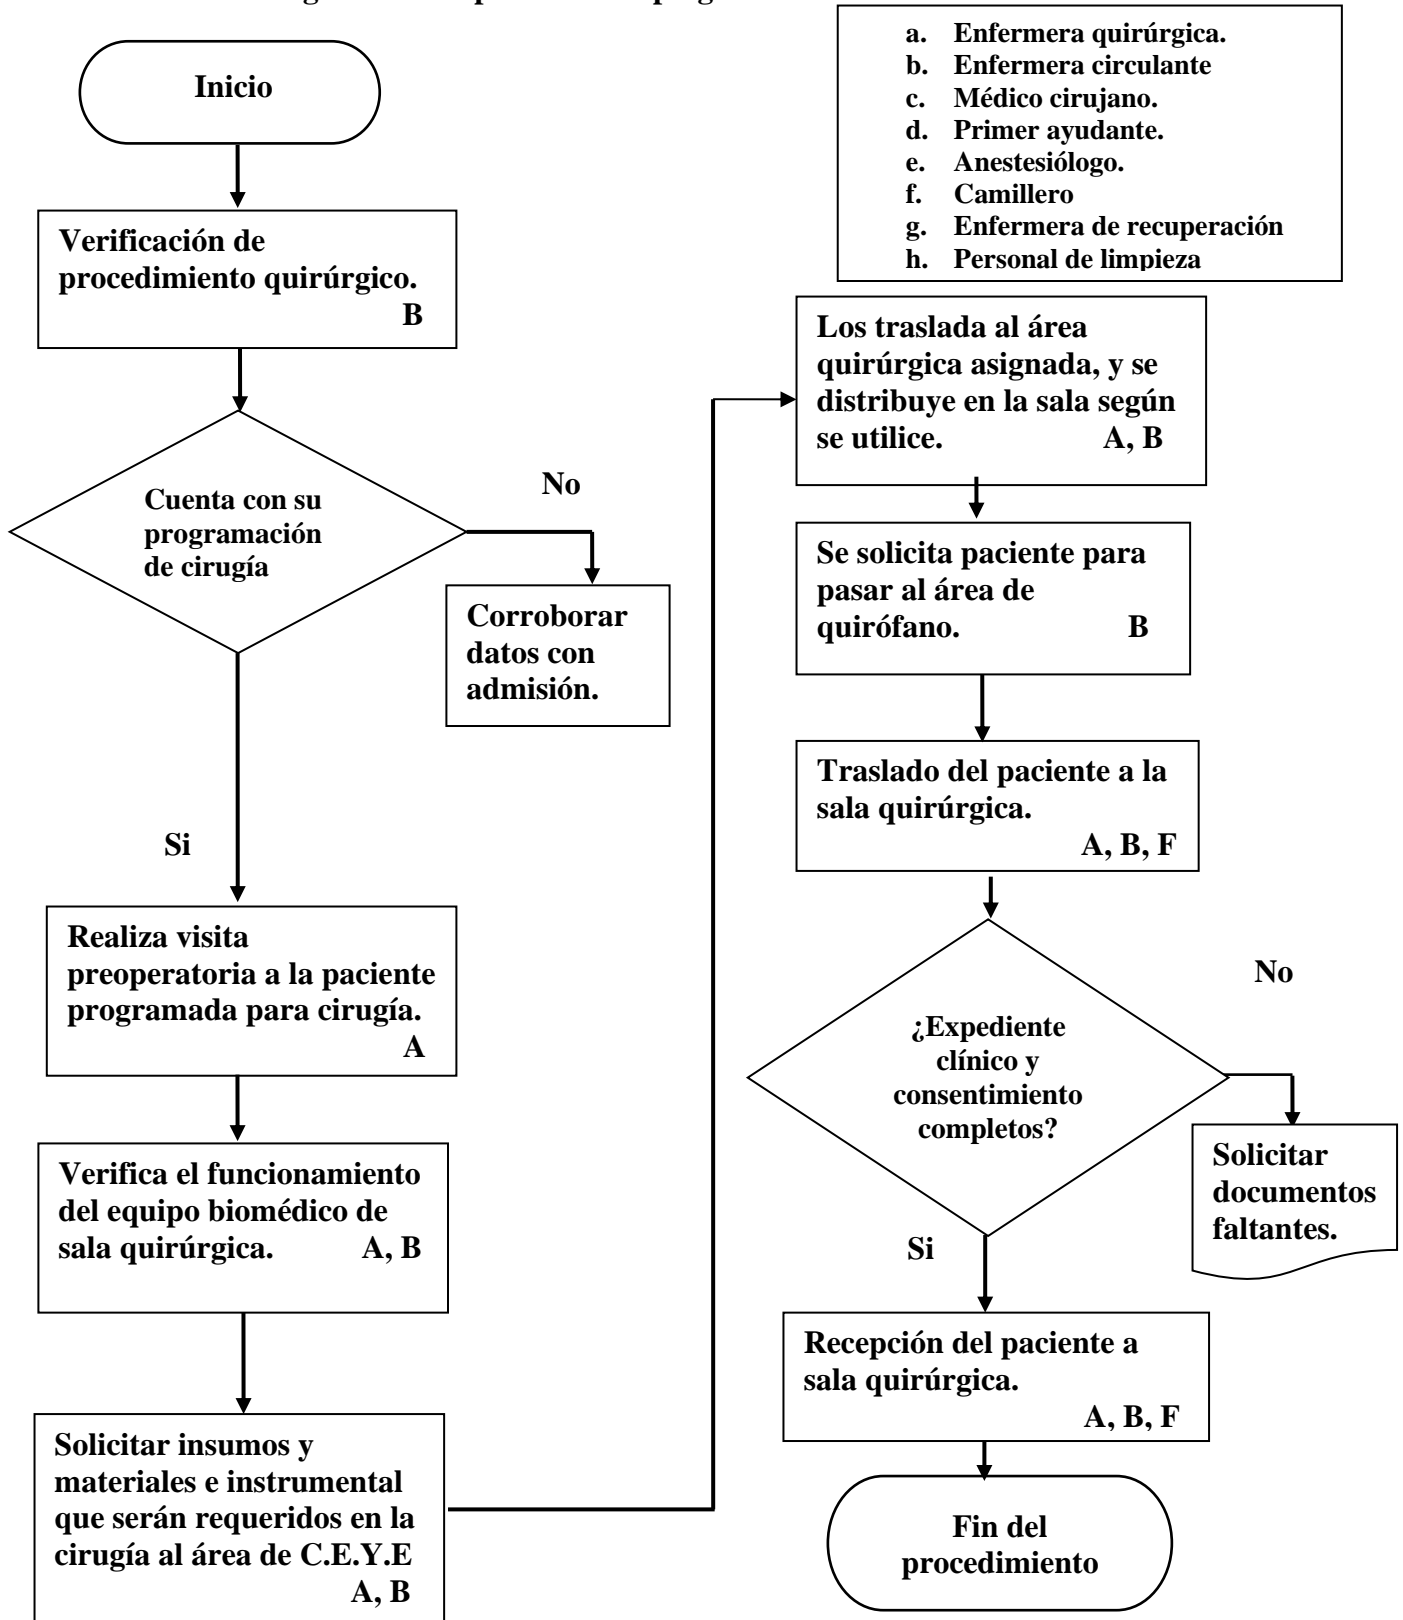 Inicio
Verificación de
procedimiento quirúrgico.
B
Cuenta con su
programación
de cirugía
No
Corroborar
datos con
admisión.
Si
Realiza visita
preoperatoria a la paciente
programada para cirugía.
A
Verifica el funcionamiento
del equipo biomédico de
sala quirúrgica. A, B
Solicitar insumos y
materiales e instrumental
que serán requeridos en la
cirugía al área de C.E.Y.E
A, B
a. Enfermera quirúrgica.
b. Enfermera circulante
c. Médico cirujano.
d. Primer ayudante.
e. Anestesiólogo.
f. Camillero
g. Enfermera de recuperación
h. Personal de limpieza
Los traslada al área
quirúrgica asignada, y se
distribuye en la sala según
se utilice. A, B
Se solicita paciente para
pasar al área de
quirófano. B
Traslado del paciente a la
sala quirúrgica.
A, B, F
¿Expediente
clínico y
consentimiento
completos?
No
Solicitar
documentos
faltantes.
Si
Recepción del paciente a
sala quirúrgica.
A, B, F
Fin del
procedimiento